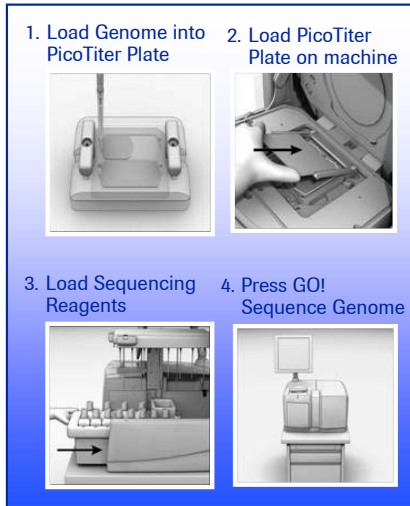 1. Load Genome into
PicoTiter Plate
2. Load PicoTiter
Plate on machine
3. Load Sequencing
Reagents
4. Press GO!
Sequence Genome